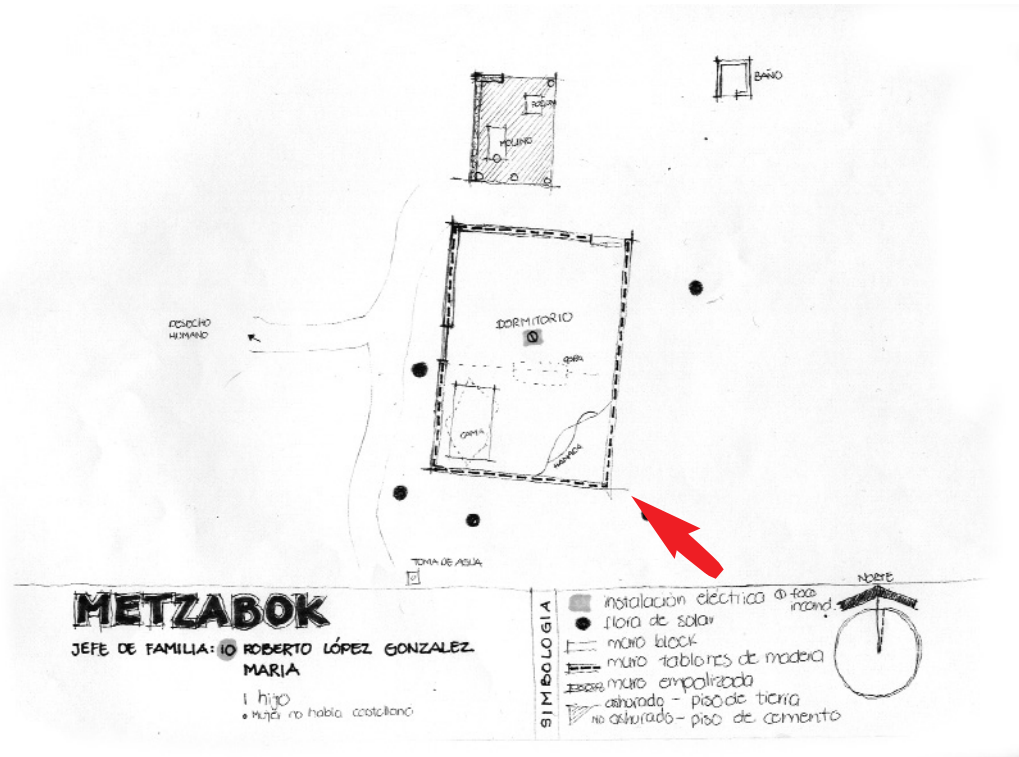 BAÑO
FOGON
MOLINO
DORMITORIO
ROPA
CAMA
HAMACA
DESECHO
HUMANO
TOMA DE AGUA
METZABOK
JEFE DE FAMILIA: 10 ROBERTO LÓPEZ GONZALEZ
MARIA
1 hijo
• Mujer no habla castellano
SIMBOLOGIA
instalación eléctrica foco
incand.
flora de solar
muro block
muro tablones de madera
muro empalizada
ashurado - piso de tierra
NO ashurado - piso de cemento
NORTE